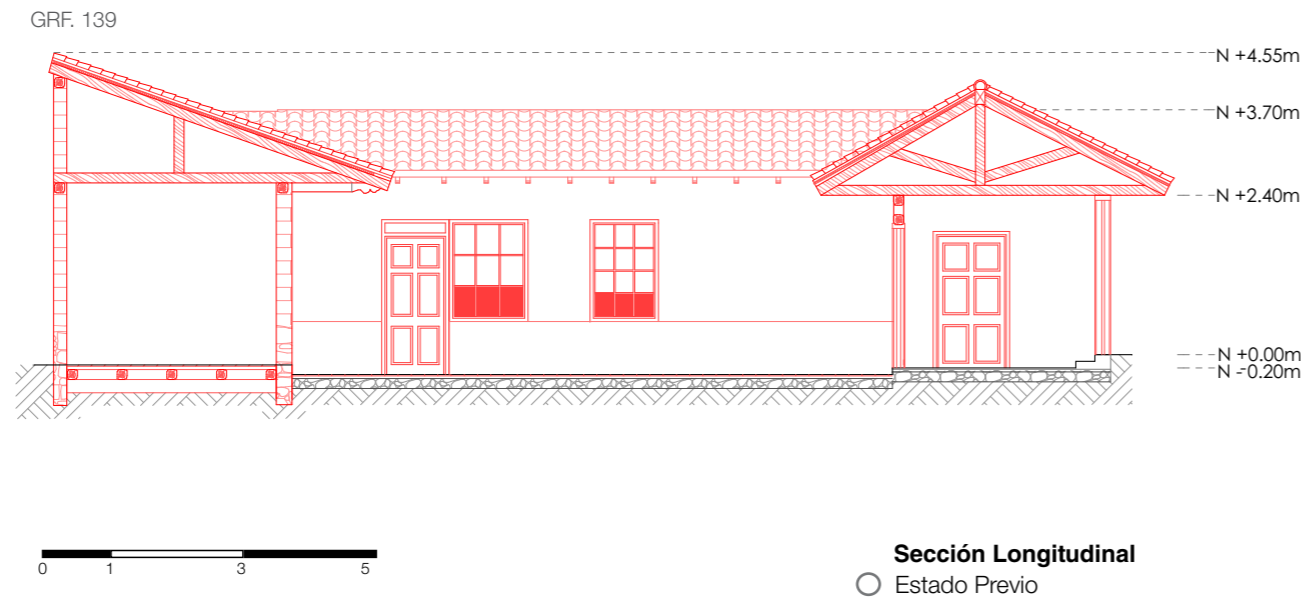 GRF. 139
N +4.55m
N +3.70m
N +2.40m
N +0.00m
N -0.20m
0 1 3 5
Sección Longitudinal
Estado Previo